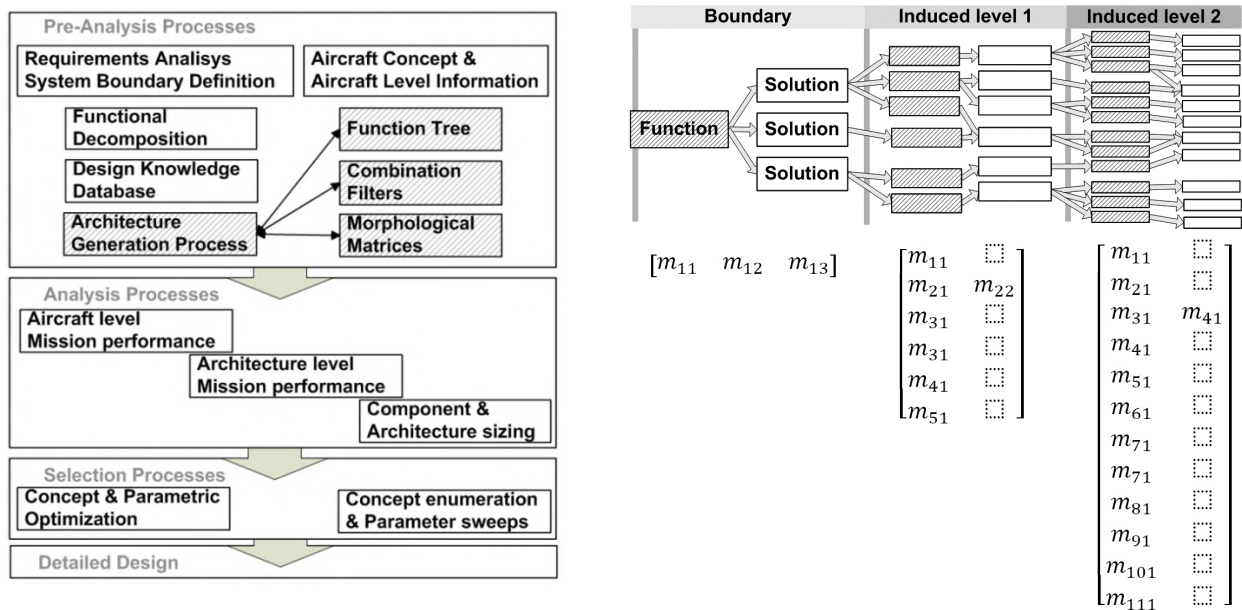 Pre-Analysis Processes
Requirements Analisys
System Boundary Definition
Aircraft Concept &
Aircraft Level Information
Functional
Decomposition
Function Tree
Design Knowledge
Database
Combination
Filters
Architecture
Generation Process
Morphological
Matrices
Analysis Processes
Aircraft level
Mission performance
Architecture level
Mission performance
Component &
Architecture sizing
Selection Processes
Concept & Parametric
Optimization
Concept enumeration
& Parameter sweeps
Detailed Design
Boundary
Induced level 1
Induced level 2
Function
Solution
Solution
Solution
[m11 m12 m13]
m11
m21 m22
m31
m31
m41
m51
m11
m21
m31 m41
m41
m51
m61
m71
m71
m81
m91
m101
m111